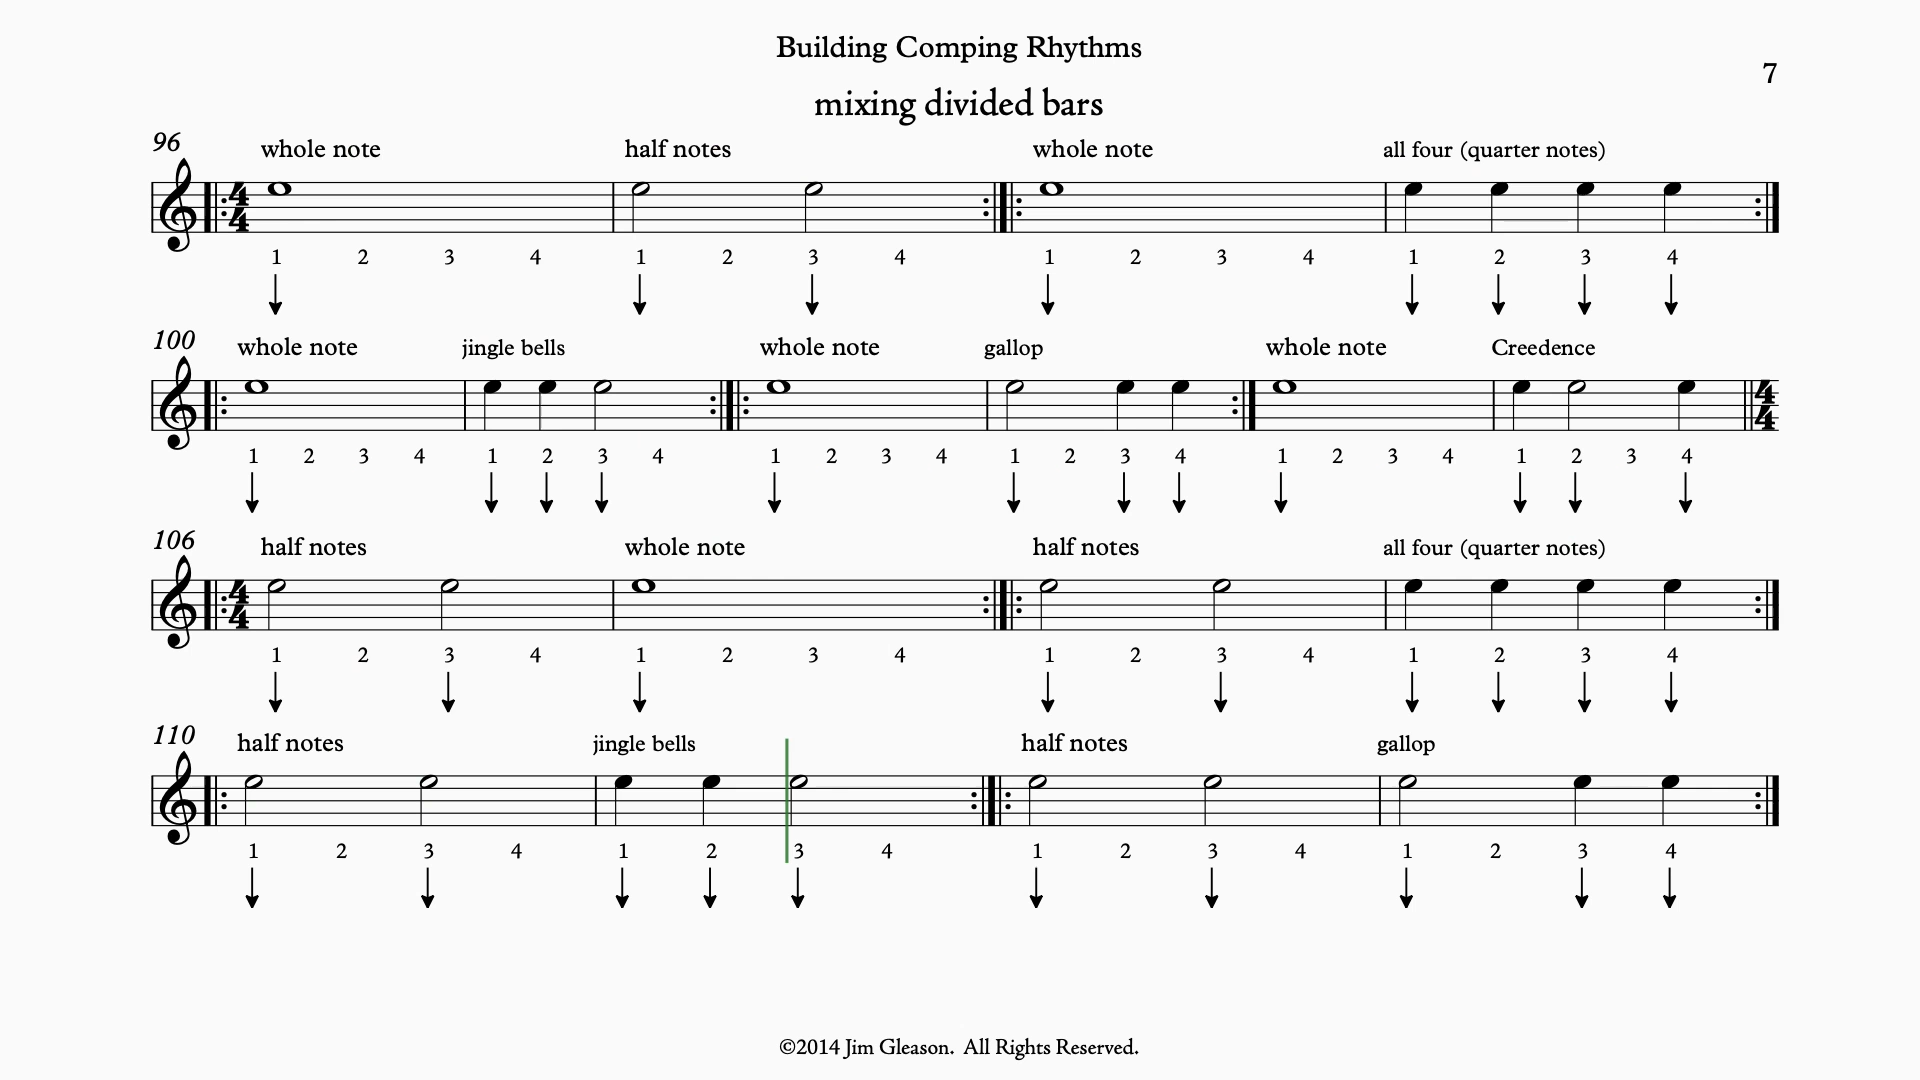 Building Comping Rhythms
7
mixing divided bars
96
whole note half notes whole note all four (quarter notes)
4 4
1 2 3 4 1 2 3 4 1 2 3 4 1 2 3 4
100
whole note jingle bells whole note gallop whole note Creedence
4 4
1 2 3 4 1 2 3 4 1 2 3 4 1 2 3 4 1 2 3 4 1 2 3 4
106
half notes whole note half notes all four (quarter notes)
4 4
1 2 3 4 1 2 3 4 1 2 3 4 1 2 3 4
110
half notes jingle bells half notes gallop
1 2 3 4 1 2 3 4 1 2 3 4 1 2 3 4
©2014 Jim Gleason. All Rights Reserved.